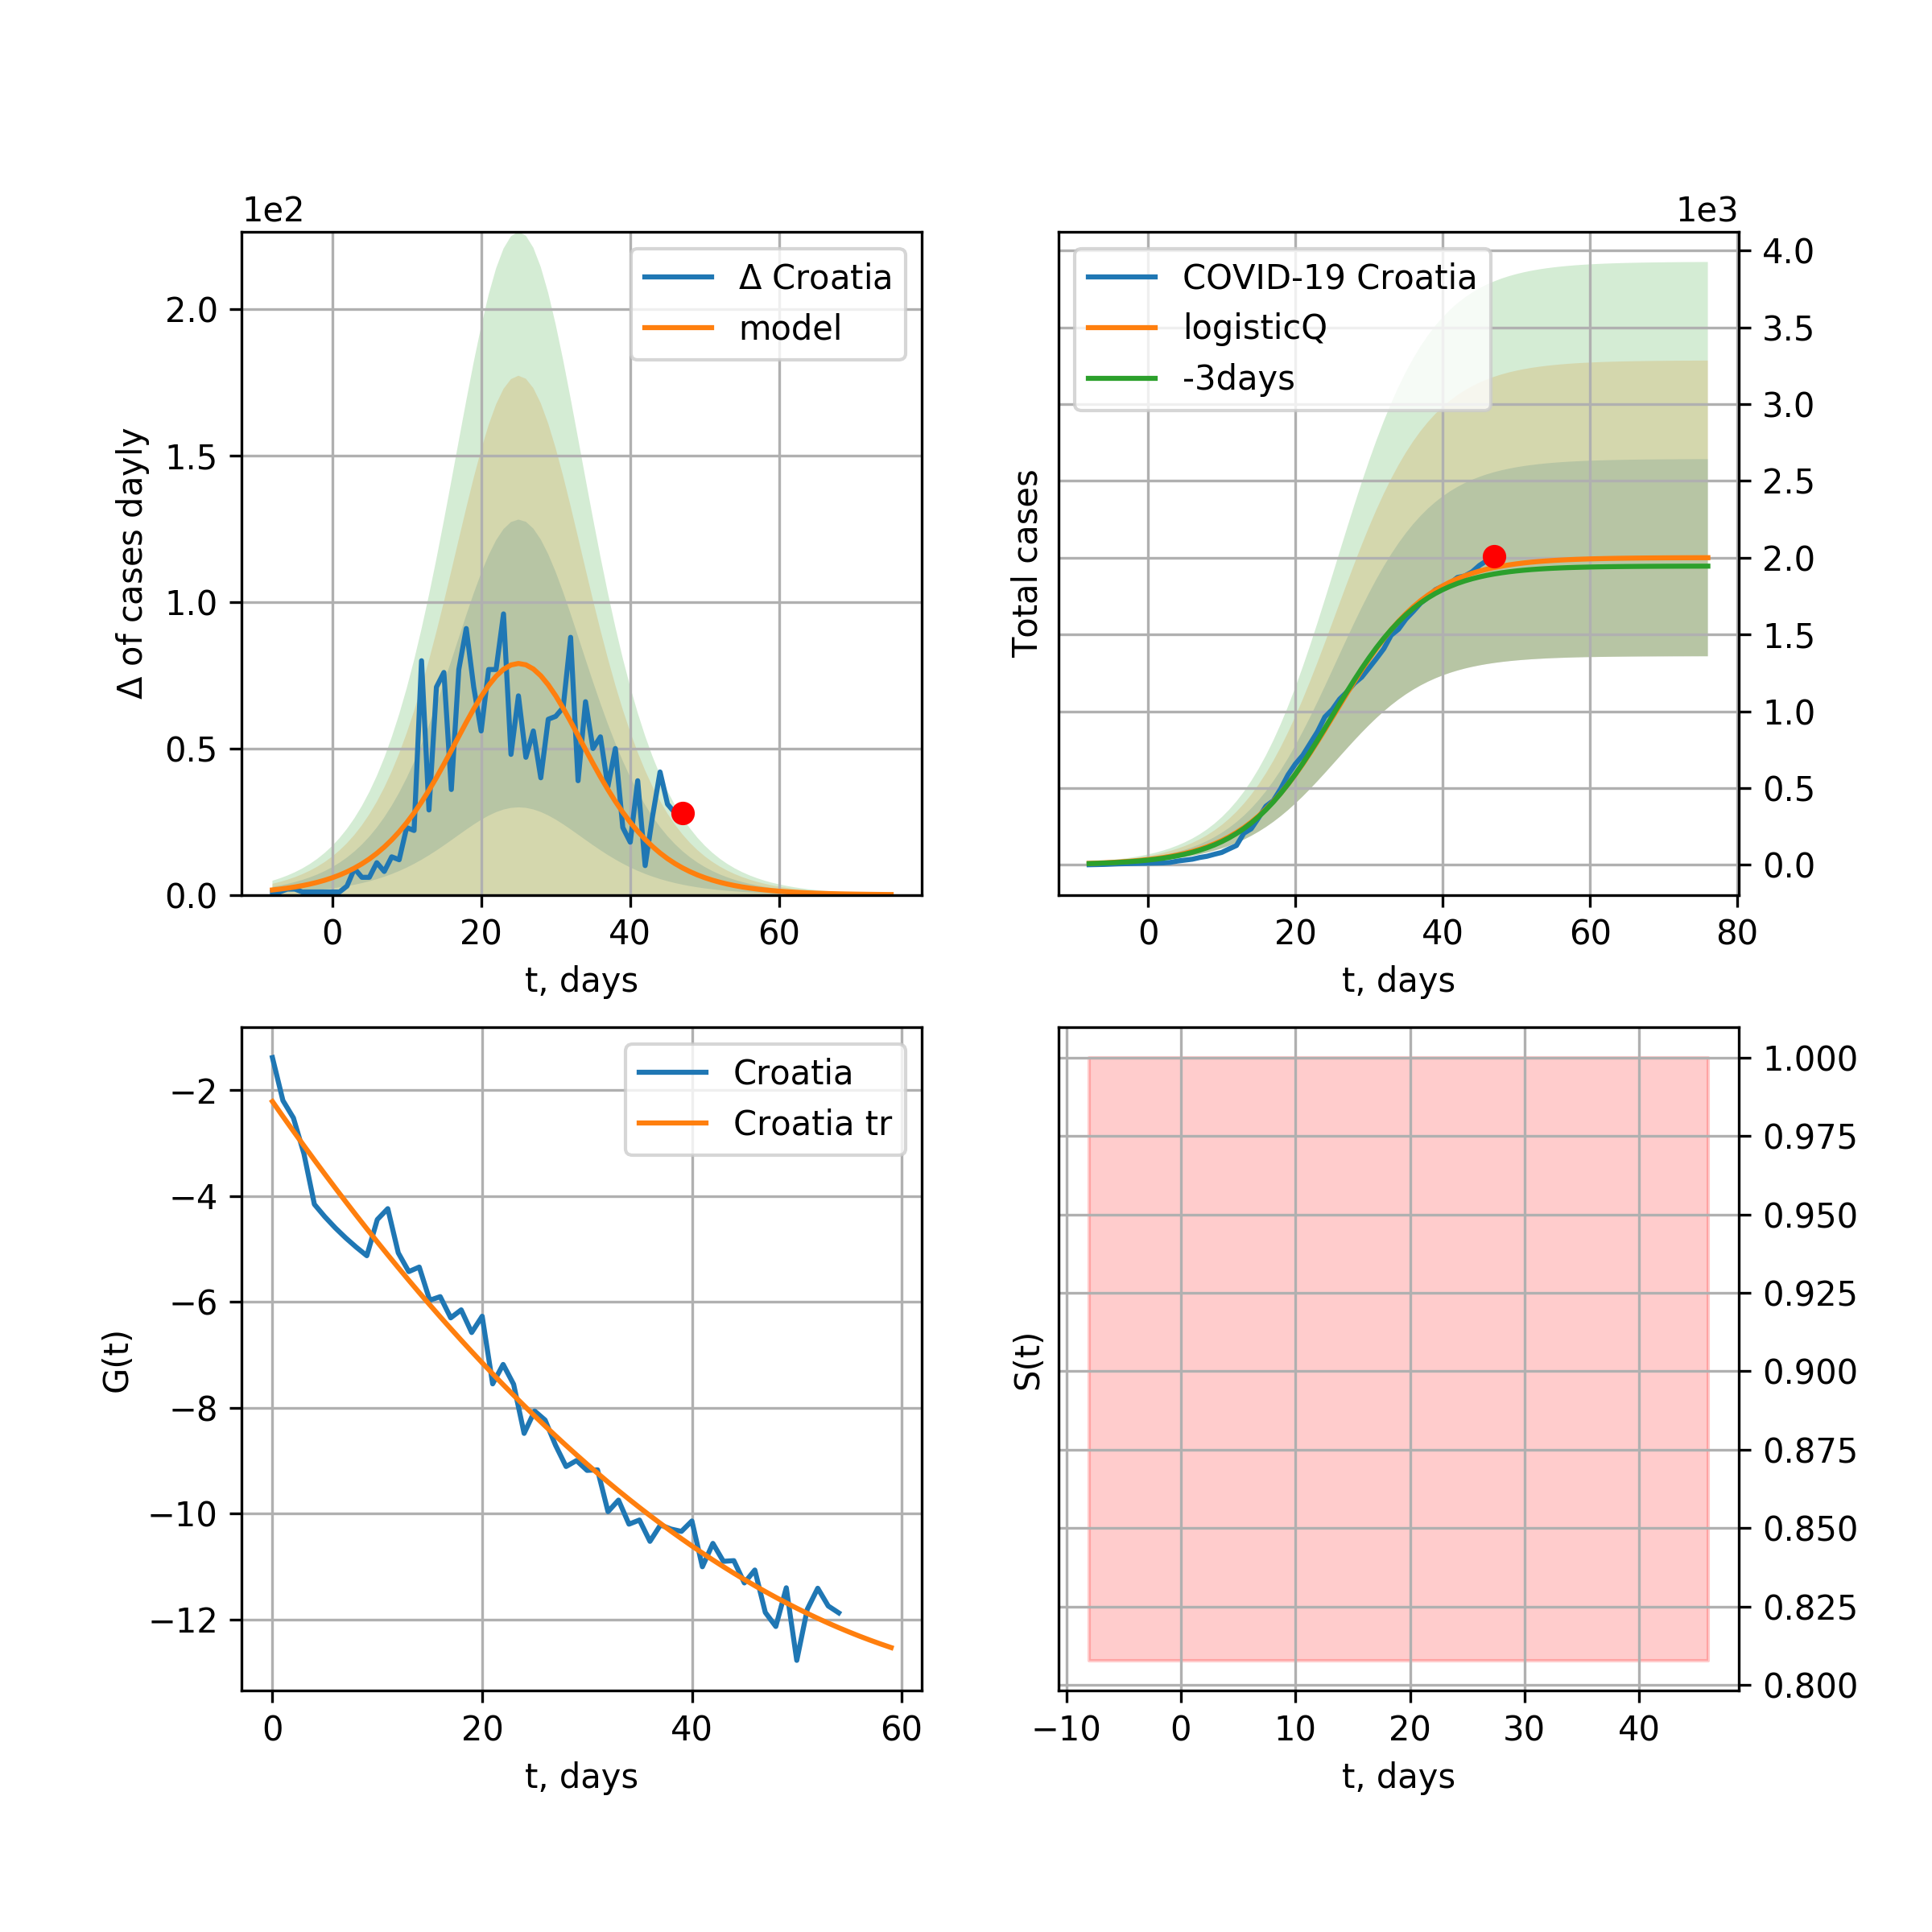 1e2
Δ Croatia
model
2.0
1.5
1.0
0.5
0.0
Δ of cases dayly
0 20 40 60
t, days
1e3
COVID-19 Croatia
logisticQ
-3days
4.0
3.5
3.0
2.5
2.0
1.5
1.0
0.5
0.0
Total cases
0 20 40 60 80
t, days
Croatia
Croatia tr
−2
−4
−6
−8
−10
−12
G(t)
0 20 40 60
t, days
1.000
0.975
0.950
0.925
0.900
0.875
0.850
0.825
0.800
S(t)
−10 0 10 20 30 40
t, days